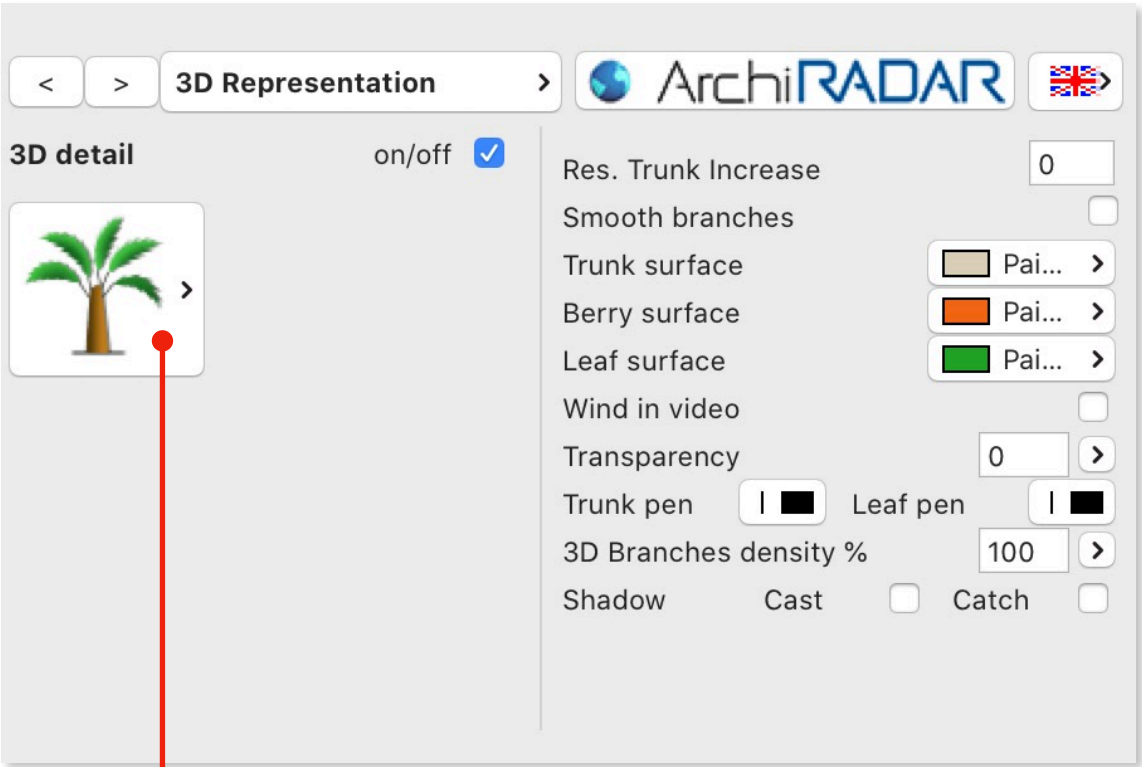 < > 3D Representation > ArchiRADAR >
3D detail on/off
>
Res. Trunk Increase 0
Smooth branches
Trunk surface Pai... >
Berry surface Pai... >
Leaf surface Pai... >
Wind in video
Transparency 0 >
Trunk pen Leaf pen
3D Branches density % 100 >
Shadow Cast Catch